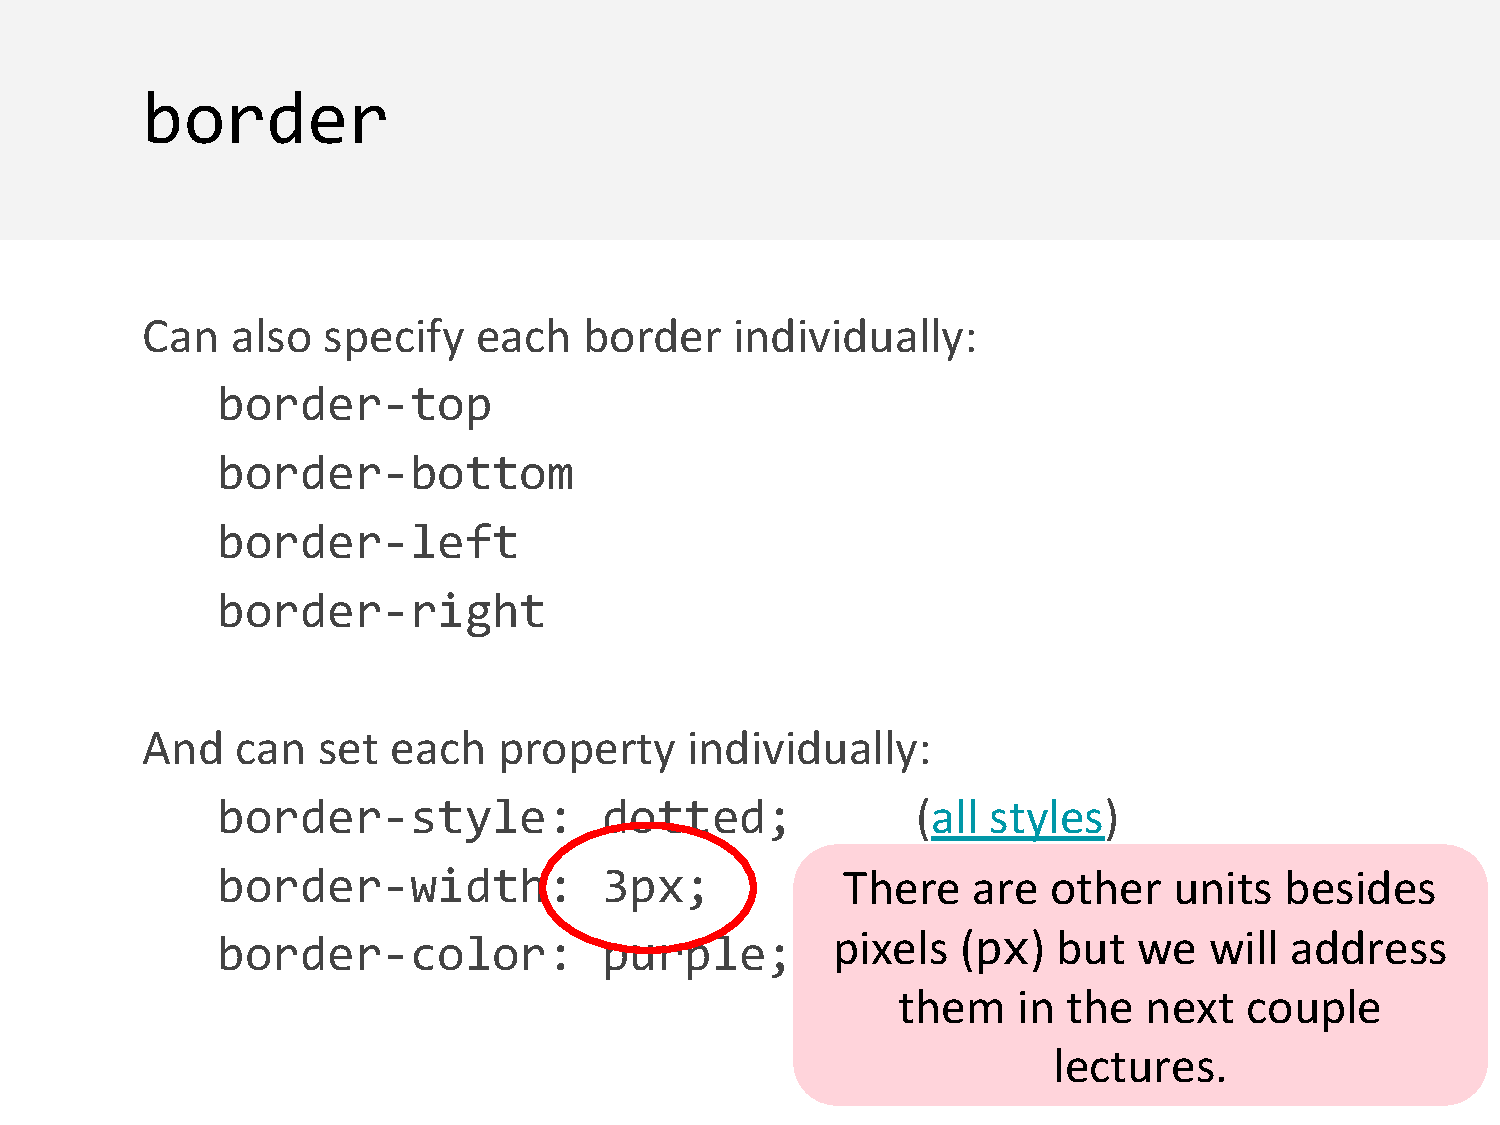 border
Can also specify each border individually:
border-top
border-bottom
border-left
border-right
And can set each property individually:
border-style: dotted; (all styles)
border-width: 3px;
border-color: purple;
There are other units besides
pixels (px) but we will address
them in the next couple
lectures.